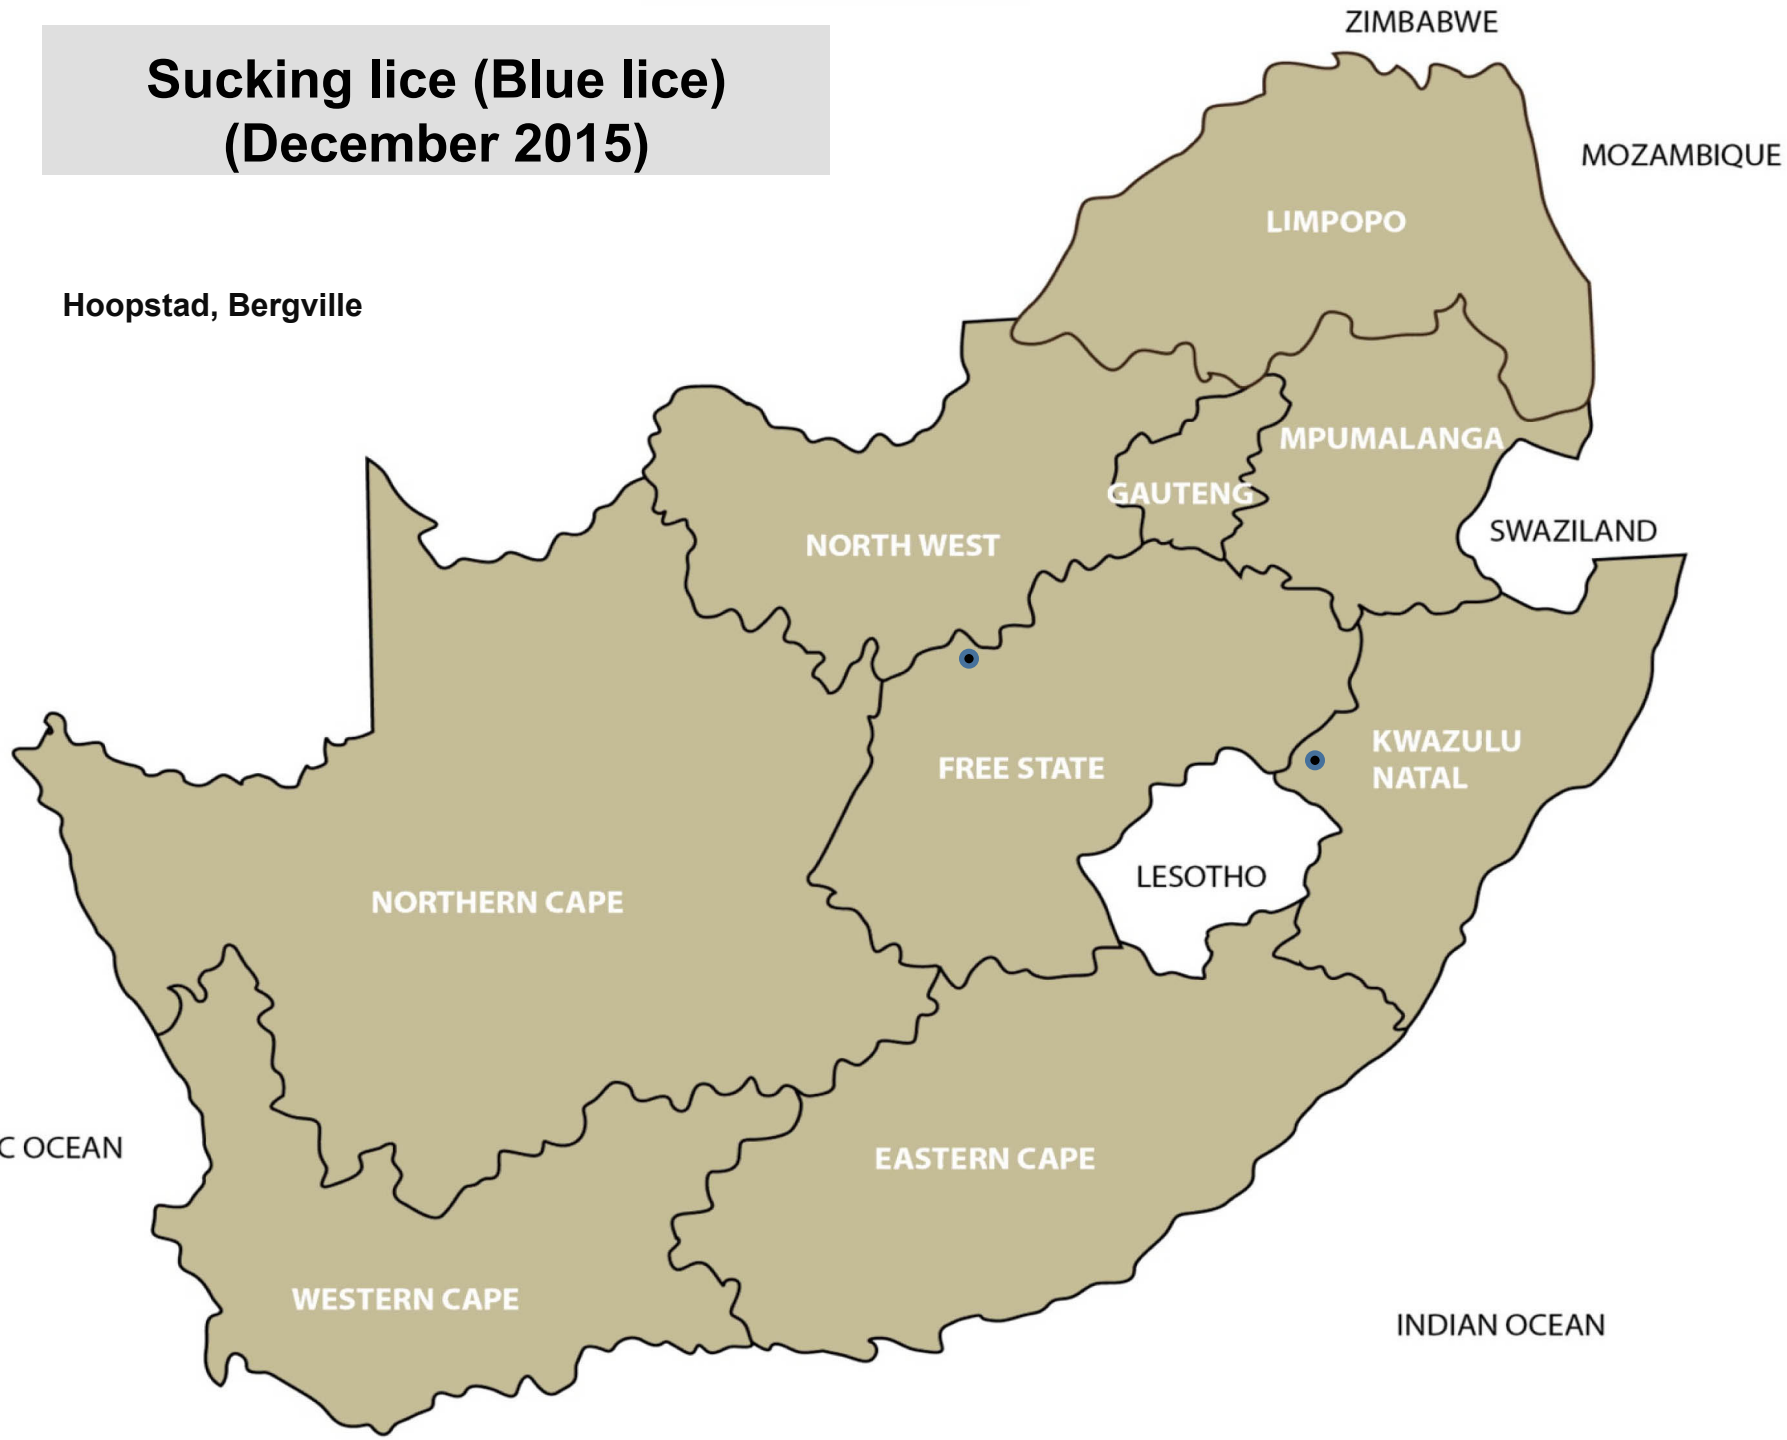 Sucking lice (Blue lice)
(December 2015)
ZIMBABWE
MOZAMBIQUE
LIMPOPO
Hoopstad, Bergville
MPUMALANGA
GAUTENG
SWAZILAND
NORTH WEST
KWAZULU
NATAL
FREE STATE
LESOTHO
NORTHERN CAPE
C OCEAN
EASTERN CAPE
WESTERN CAPE
INDIAN OCEAN